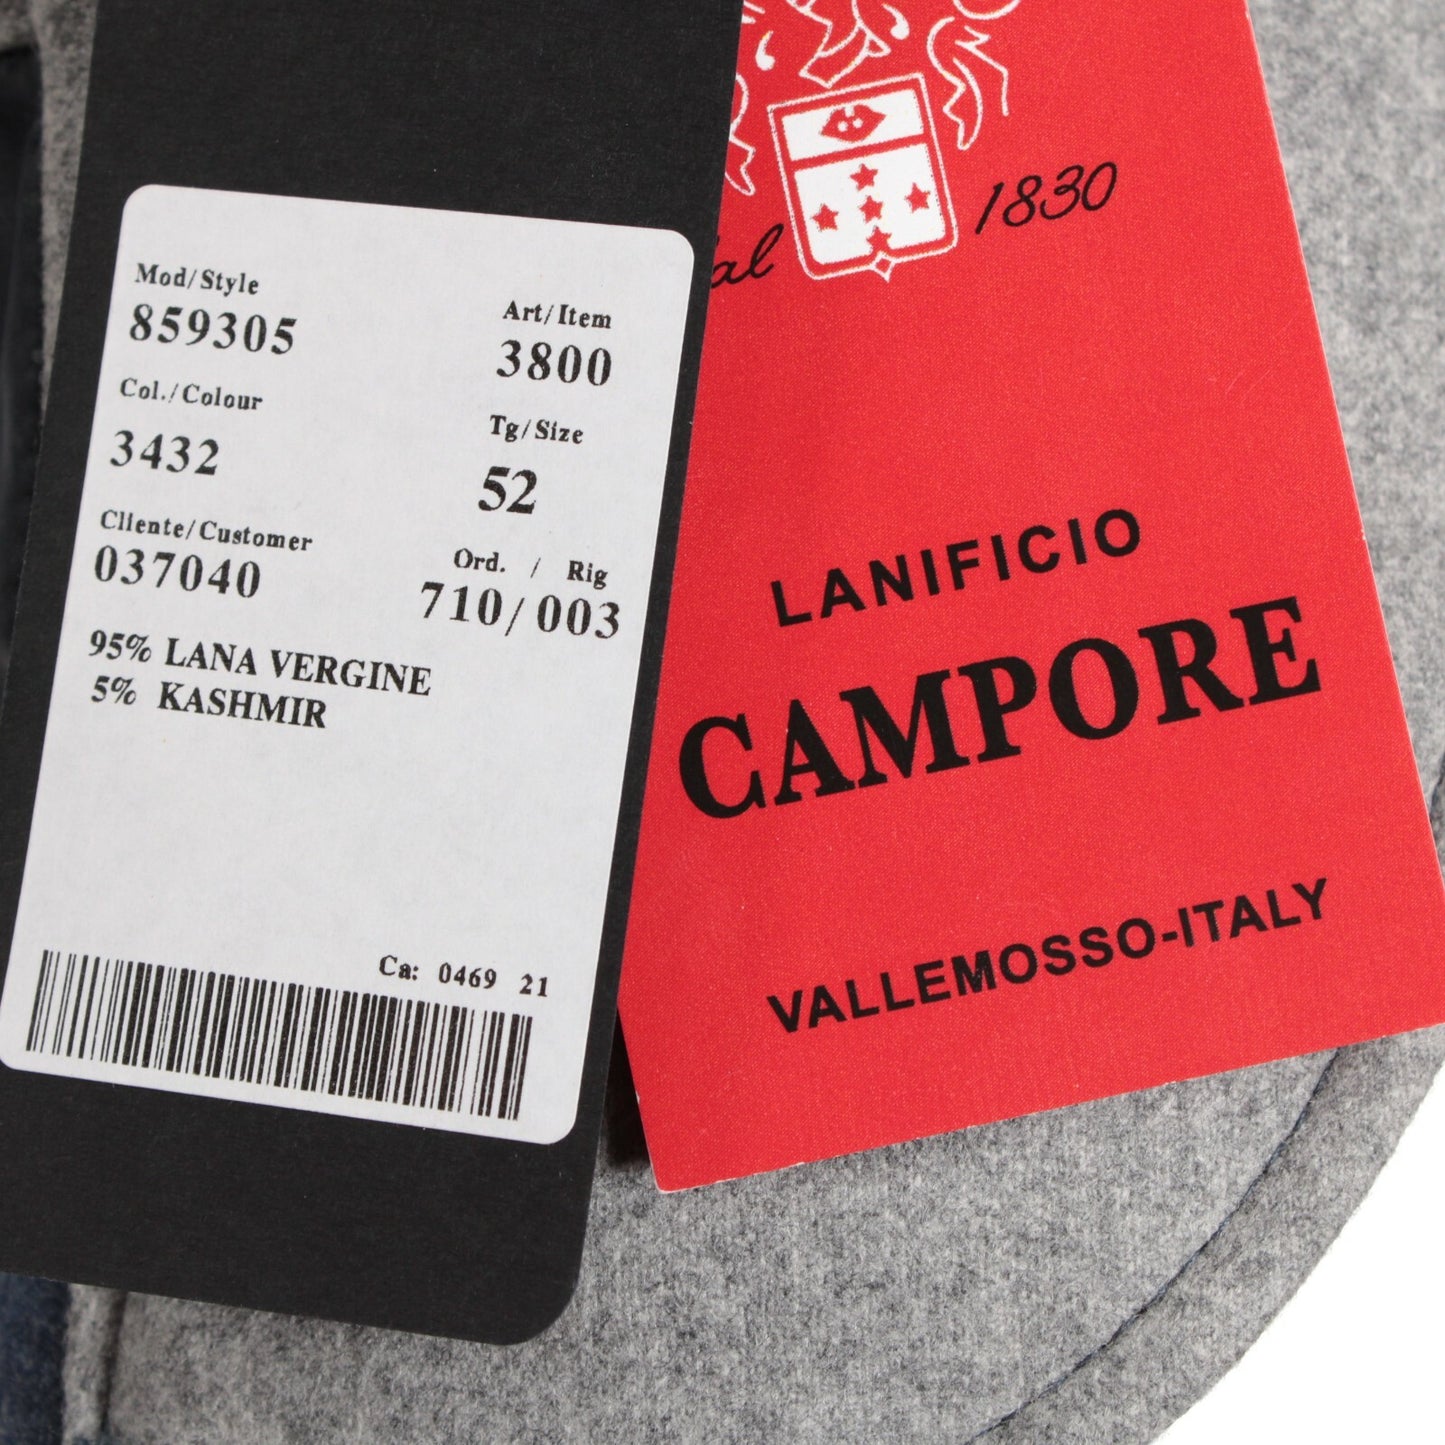 Mod/Style
859305
Art/Item
3800
Col./Colour
3432
Tg/Size
52
Cliente/Customer
037040
Ord. / Rig
710/003
95% LANA VERGINE
5% KASHMIR
Ca: 0469 21
1830
LANIFICIO
CAMPORE
VALLEMOSSO-ITALY